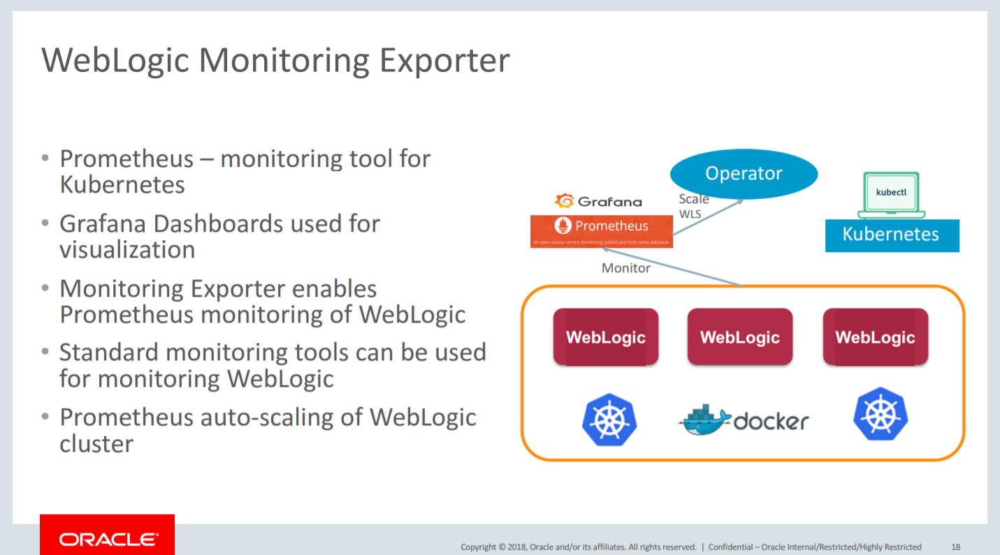 WebLogic Monitoring Exporter
• Prometheus – monitoring tool for
Kubernetes
• Grafana Dashboards used for
visualization
• Monitoring Exporter enables
Prometheus monitoring of WebLogic
• Standard monitoring tools can be used
for monitoring WebLogic
• Prometheus auto-scaling of WebLogic
cluster
Operator
Scale
WLS
Grafana
Prometheus
An open-source service monitoring system and time series database.
kubectl
Kubernetes
Monitor
WebLogic
WebLogic
WebLogic
docker
ORACLE®
Copyright © 2018, Oracle and/or its affiliates. All rights reserved. | Confidential – Oracle Internal/Restricted/Highly Restricted 18